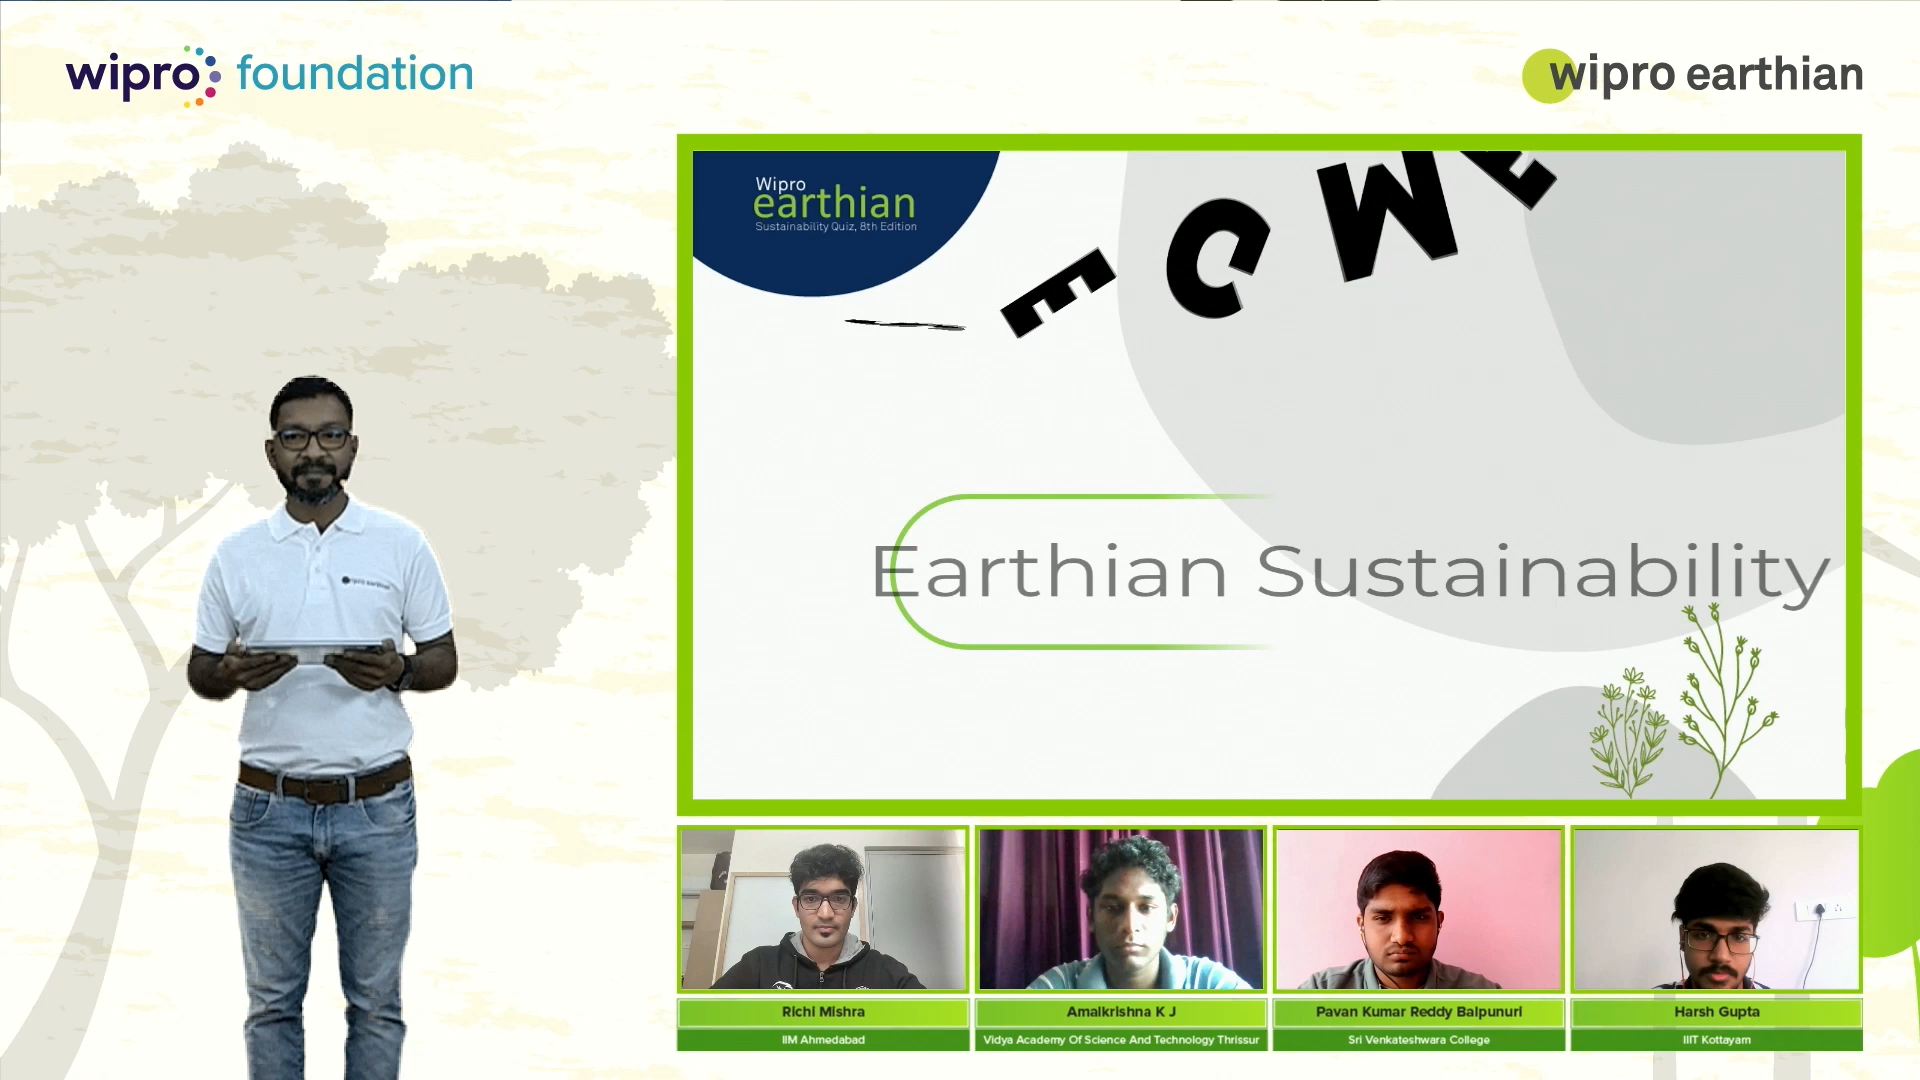 wipro foundation
wipro earthian
Wipro
earthian
Sustainability Quiz, 8th Edition
Earthian Sustainability
Richi Mishra
IIM Ahmedabad
Amalkrishna K J
Vidya Academy Of Science And Technology Thrissur
Pavan Kumar Reddy Balpunuri
Sri Venkateshwara College
Harsh Gupta
IIIT Kottayam